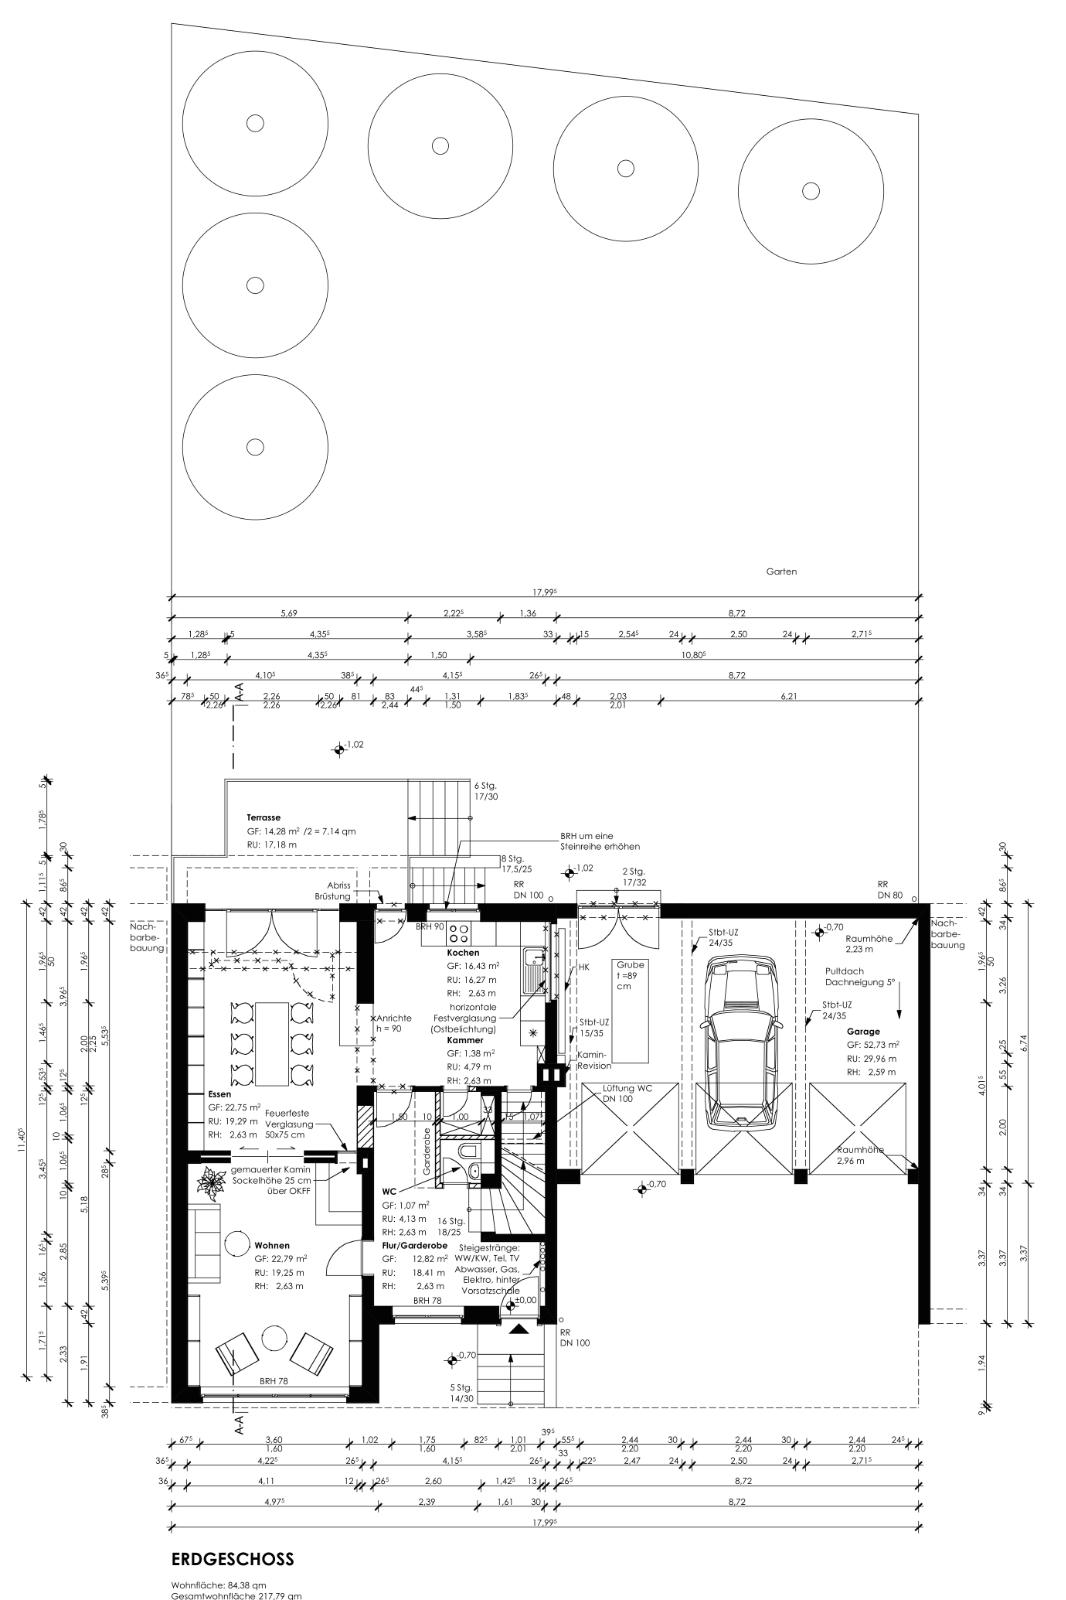 Garten
17,99⁵
5,69 2,22⁵ 1,36 8,72
1,28⁵ 5 4,35⁵ 3,58⁵ 33 15 2,54⁵ 24 2,50 24 2,71⁵
5 1,28⁵ 4,35⁵ 1,50 10,80⁵
36⁵ 4,10⁵ 38⁵ 4,15⁵ 26⁵ 8,72
78⁵ 50 2,26 50 81 83 44⁵ 1,31 1,83⁵ 48 2,03 6,21
2,26 2,26 2,26 2,44 1.50 2,01
A-A
-1,02
6 Stg.
17/30
Terrasse
GF: 14,28 m² /2 = 7,14 qm
RU: 17,18 m
BRH um eine
Steinreihe erhöhen
8 Stg.
17,5/25
-1,02
2 Stg.
17/32
Abriss
Brüstung
RR
DN 100
RR
DN 80
BRH 90
Nach-
barbe-
bauung
Stbt-UZ
24/35
-0,70
Raumhöhe
2,23 m
Nach-
barbe-
bauung
Kochen
GF: 16,43 m²
RU: 16,27 m
RH: 2,63 m
HK
Grube
t =89
cm
Pultdach
Dachneigung 5°
horizontale
Festverglasung
(Ostbelichtung)
Anrichte
h = 90
Stbt-UZ
15/35
Stbt-UZ
24/35
Kammer
GF: 1,38 m²
RU: 4,79 m
RH: 2,63 m
Garage
GF: 52,73 m²
RU: 29,96 m
RH: 2,59 m
Kamin-
Revision
Lüftung WC
DN 100
Essen
GF: 22,75 m²
RU: 19,29 m
RH: 2,63 m
Feuerfeste
Verglasung
50x75 cm
1,50 10 1,00 33 15 1,07⁵
Garderobe
Raumhöhe
2,96 m
gemauerter Kamin
Sockelhöhe 25 cm
über OKFF
WC
GF: 1,07 m²
RU: 4,13 m
RH: 2,63 m
16 Stg.
18/25
-0,70
Wohnen
GF: 22,79 m²
RU: 19,25 m
RH: 2,63 m
Flur/Garderobe
GF: 12,82 m²
RU: 18,41 m
RH: 2,63 m
Steigestränge:
WW/KW, Tel, TV
Abwasser, Gas,
Elektro, hinter
Vorsatzschale
BRH 78
±0,00
RR
DN 100
-0,70
5 Stg.
14/30
BRH 78
A-A
5 1,78⁵ 5 1,11⁵ 42 1,96⁵ 50 1,46⁵ 53⁵ 12⁵ 3,45⁵ 16⁵ 1,56 1,71⁵
11,40⁵
30 86⁵ 42 3,96⁵ 12⁵ 1,06⁵ 10 1,06⁵ 10 2,85 2,33
42 1,96⁵ 2,00 2,25 12⁵ 5,18 42 1,91
42 5,53⁵ 28⁵ 5,39⁵ 38⁵
30 86⁵ 42 1,96⁵ 50 4,01⁵ 34 3,37 1,94 9
34 3,26 25 55 2,00 34 3,37
6,74 3,37
67⁵ 3,60 1,02 1,75 82⁵ 1,01 39⁵ 55⁵ 2,44 30 2,44 30 2,44 24⁵
1,60 1,60 2,01 33 2,20 2,20 2,20
36⁵ 4,22⁵ 26⁵ 4,15⁵ 26⁵ 22⁵ 2,47 24 2,50 24 2,71⁵
36 4,11 12 26⁵ 2,60 1,42⁵ 13 26⁵ 8,72
4,97⁵ 2,39 1,61 30 8,72
17,99⁵
ERDGESCHOSS
Wohnfläche: 84,38 qm
Gesamtwohnfläche 217,79 qm